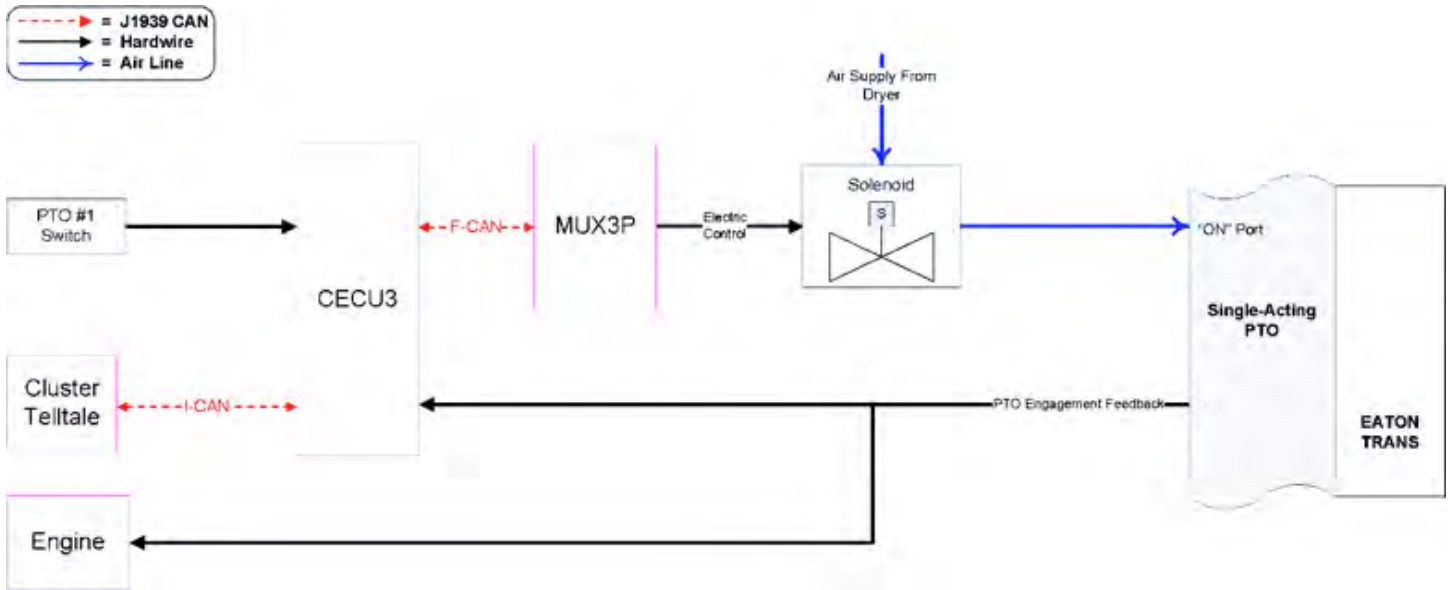 = J1939 CAN
= Hardwire
= Air Line
Air Supply From
Dryer
PTO #1
Switch
CECU3
F-CAN
MUX3P
Electric
Control
Solenoid
S
"ON" Port
Single-Acting
PTO
Cluster
Telltale
I-CAN
PTO Engagement Feedback
EATON
TRANS
Engine